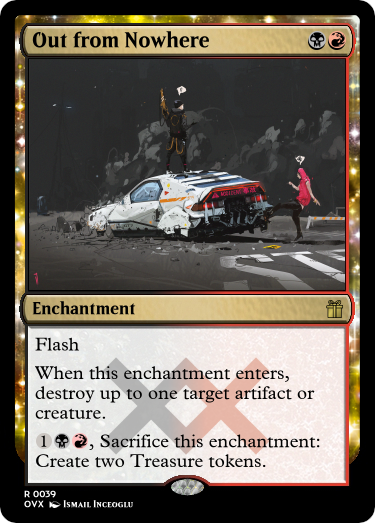 Out from Nowhere
Enchantment
Flash
When this enchantment enters,
destroy up to one target artifact or
creature.
1, Sacrifice this enchantment:
Create two Treasure tokens.
R 0039
OVX Ismail Inceoglu